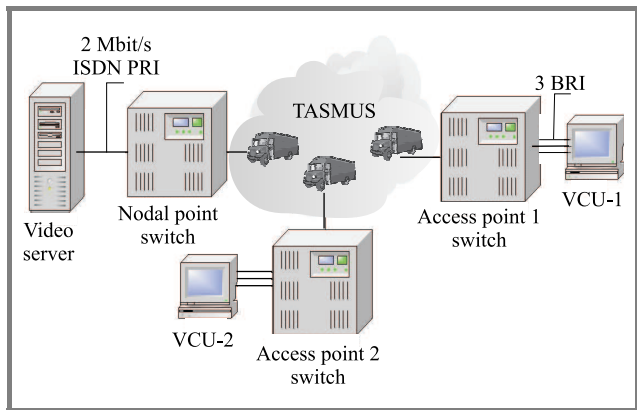 2 Mbit/s
ISDN PRI
TASMUS
3 BRI
Nodal point
switch
Access point 1
switch
VCU-1
Video
server
VCU-2
Access point 2
switch